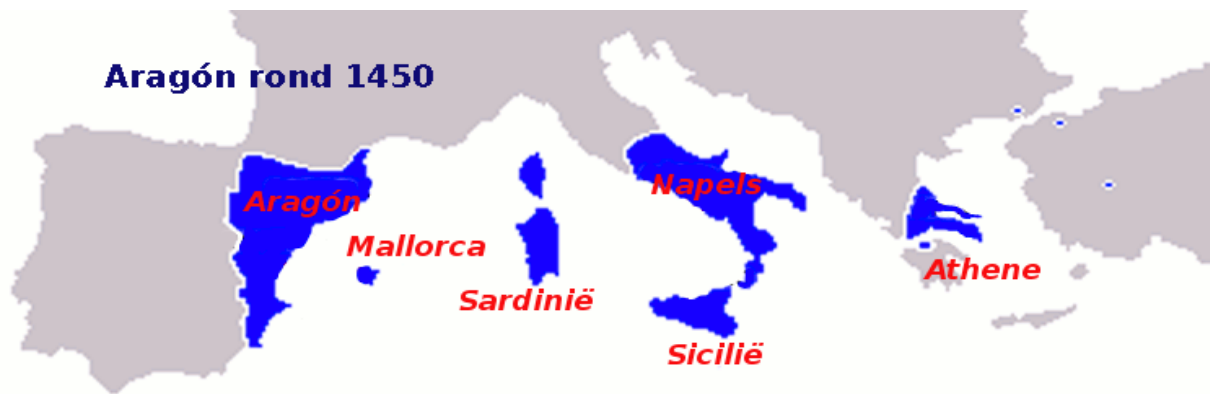 Aragón rond 1450
Aragón
Napels
Mallorca
Sardinië
Athene
Sicilië